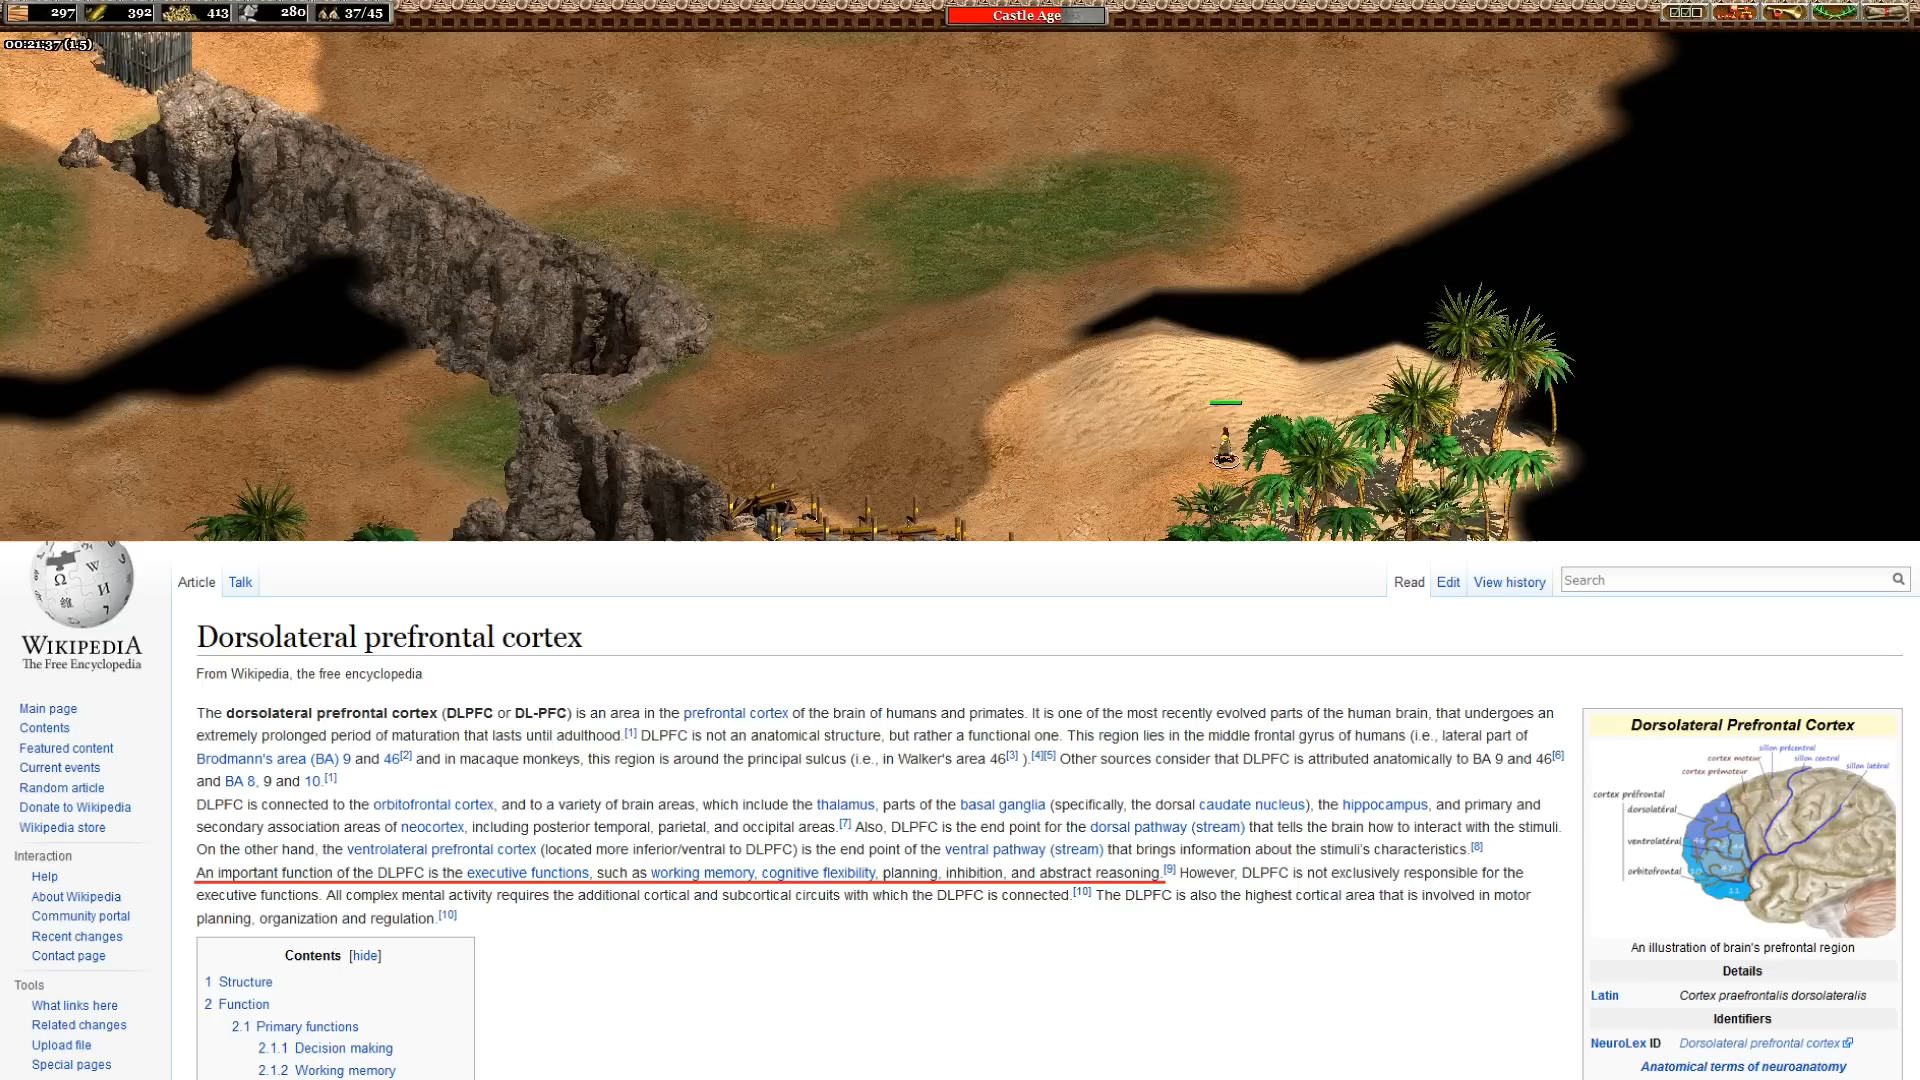 297 392 413 280 37/45
Castle Age
00:21:37 (1.5)
WIKIPEDIA
The Free Encyclopedia
Main page
Contents
Featured content
Current events
Random article
Donate to Wikipedia
Wikipedia store
Interaction
Help
About Wikipedia
Community portal
Recent changes
Contact page
Tools
What links here
Related changes
Upload file
Special pages
Article Talk
Read Edit View history
Search
Dorsolateral prefrontal cortex
From Wikipedia, the free encyclopedia
The dorsolateral prefrontal cortex (DLPFC or DL-PFC) is an area in the prefrontal cortex of the brain of humans and primates. It is one of the most recently evolved parts of the human brain, that undergoes an
extremely prolonged period of maturation that lasts until adulthood.[1] DLPFC is not an anatomical structure, but rather a functional one. This region lies in the middle frontal gyrus of humans (i.e., lateral part of
Brodmann's area (BA) 9 and 46[2] and in macaque monkeys, this region is around the principal sulcus (i.e., in Walker's area 46[3] ).[4][5] Other sources consider that DLPFC is attributed anatomically to BA 9 and 46[6]
and BA 8, 9 and 10.[1]
DLPFC is connected to the orbitofrontal cortex, and to a variety of brain areas, which include the thalamus, parts of the basal ganglia (specifically, the dorsal caudate nucleus), the hippocampus, and primary and
secondary association areas of neocortex, including posterior temporal, parietal, and occipital areas.[7] Also, DLPFC is the end point for the dorsal pathway (stream) that tells the brain how to interact with the stimuli.
On the other hand, the ventrolateral prefrontal cortex (located more inferior/ventral to DLPFC) is the end point of the ventral pathway (stream) that brings information about the stimuli's characteristics.[8]
An important function of the DLPFC is the executive functions, such as working memory, cognitive flexibility, planning, inhibition, and abstract reasoning.[9] However, DLPFC is not exclusively responsible for the
executive functions. All complex mental activity requires the additional cortical and subcortical circuits with which the DLPFC is connected.[10] The DLPFC is also the highest cortical area that is involved in motor
planning, organization and regulation.[10]
Contents [hide]
1 Structure
2 Function
2.1 Primary functions
2.1.1 Decision making
2.1.2 Working memory
Dorsolateral Prefrontal Cortex
sillon précentral
cortex moteur sillon central
cortex prémoteur sillon latéral
cortex préfrontal
dorsolatéral
ventrolatéral
orbitofrontal
11
An illustration of brain's prefrontal region
Details
Latin Cortex praefrontalis dorsolateralis
Identifiers
NeuroLex ID Dorsolateral prefrontal cortex
Anatomical terms of neuroanatomy